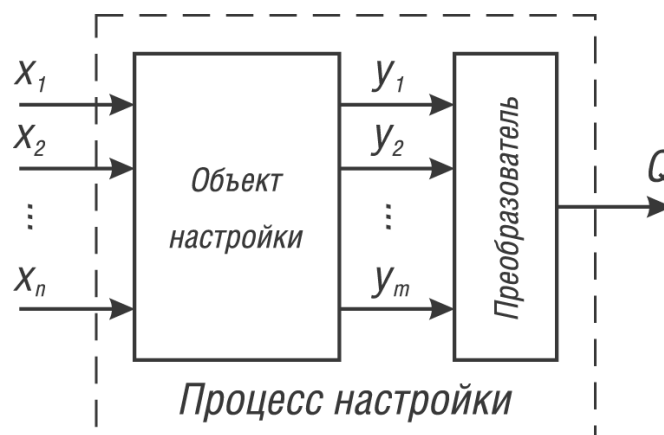 x1
x2
...
xn
Объект
настройки
y1
y2
...
ym
Преобразователь
Q
Процесс настройки